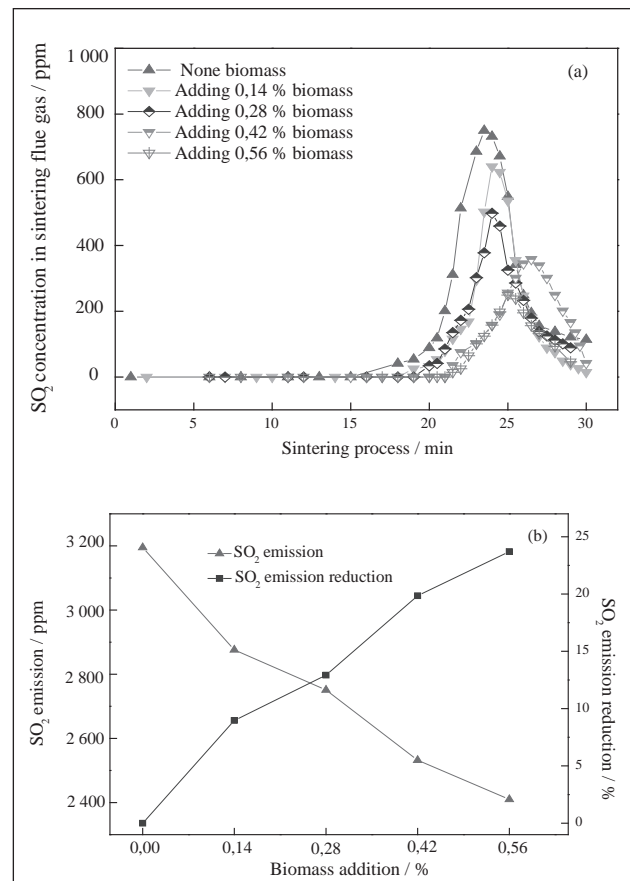 (a)
None biomass
Adding 0,14 % biomass
Adding 0,28 % biomass
Adding 0,42 % biomass
Adding 0,56 % biomass
SO2 concentration in sintering flue gas / ppm
1 000
800
600
400
200
0
0
5
10
15
20
25
30
Sintering process / min
(b)
SO2 emission
SO2 emission reduction
SO2 emission / ppm
3 200
3 000
2 800
2 600
2 400
SO2 emission reduction / %
25
20
15
10
5
0
0,00
0,14
0,28
0,42
0,56
Biomass addition / %